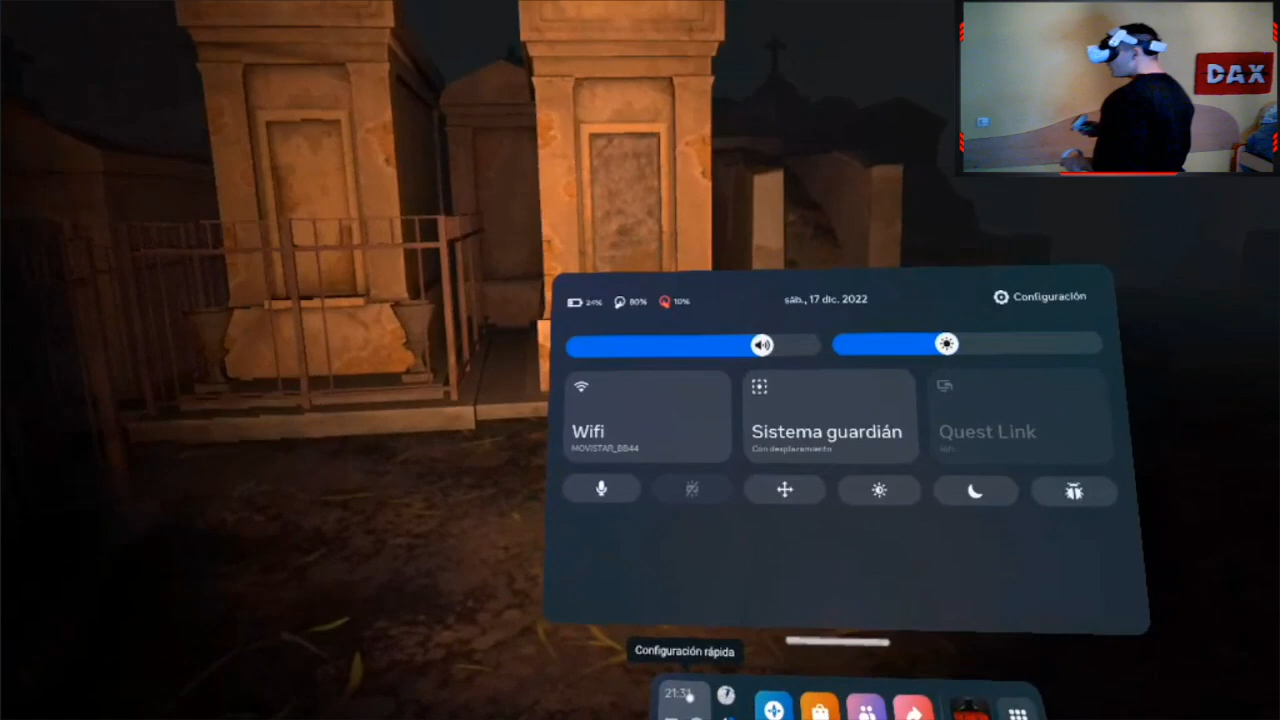 DAX
24% 80% 10%
sáb., 17 dic. 2022
Configuración
Wifi
MOVISTAR_BB44
Sistema guardián
Con desplazamiento
Quest Link
Configuración rápida
21:31